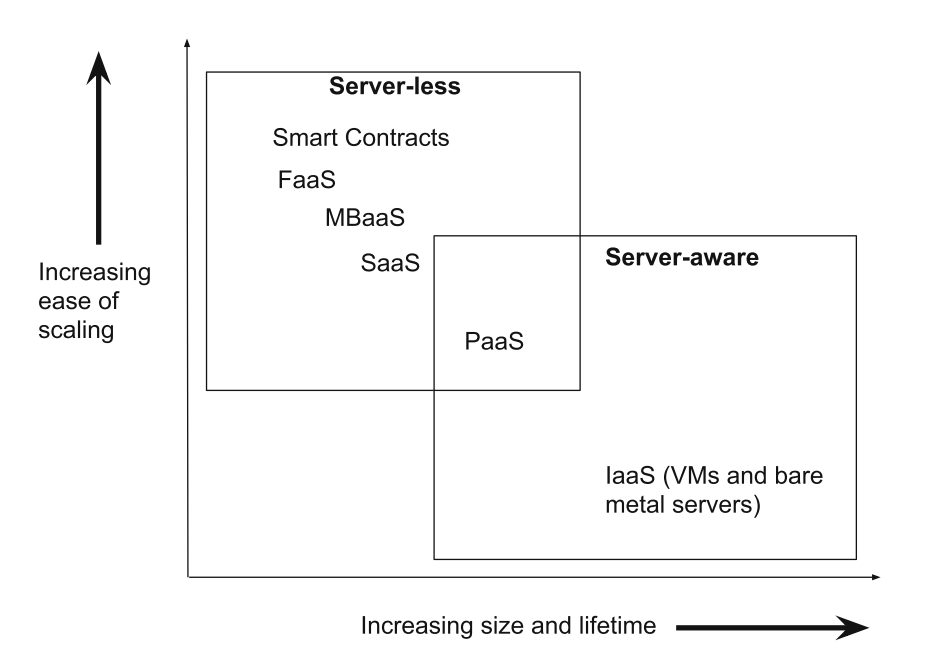 Server-less
Smart Contracts
FaaS
MBaaS
SaaS
Server-aware
PaaS
Increasing
ease of
scaling
IaaS (VMs and bare
metal servers)
Increasing size and lifetime